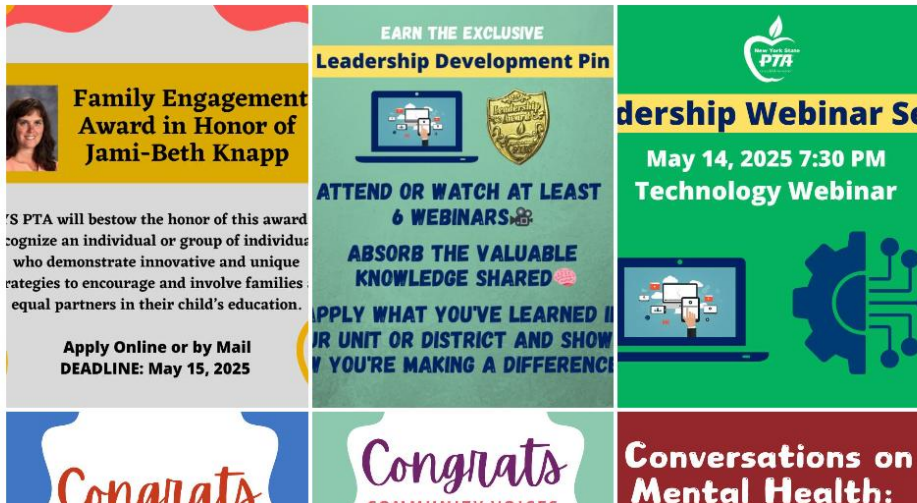 Family Engagement
Award in Honor of
Jami-Beth Knapp
YS PTA will bestow the honor of this award
cognize an individual or group of individua
who demonstrate innovative and unique
rategies to encourage and involve families
equal partners in their child's education.
Apply Online or by Mail
DEADLINE: May 15, 2025
EARN THE EXCLUSIVE
Leadership Development Pin
Leadership
ATTEND OR WATCH AT LEAST
6 WEBINARS
ABSORB THE VALUABLE
KNOWLEDGE SHARED
APPLY WHAT YOU'VE LEARNED I
UR UNIT OR DISTRICT AND SHOW
W YOU'RE MAKING A DIFFERENCE
New York State
PTA
dership Webinar Se
May 14, 2025 7:30 PM
Technology Webinar
Congrats
Congrats
COMMUNITY VOICES
Conversations on
Mental Health: